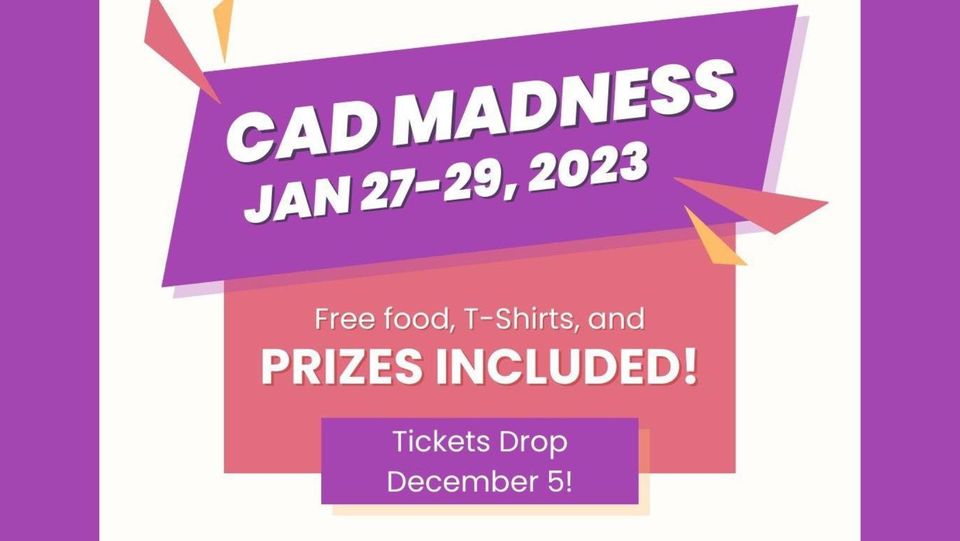 CAD MADNESS
JAN 27-29, 2023
Free food, T-Shirts, and
PRIZES INCLUDED!
Tickets Drop
December 5!